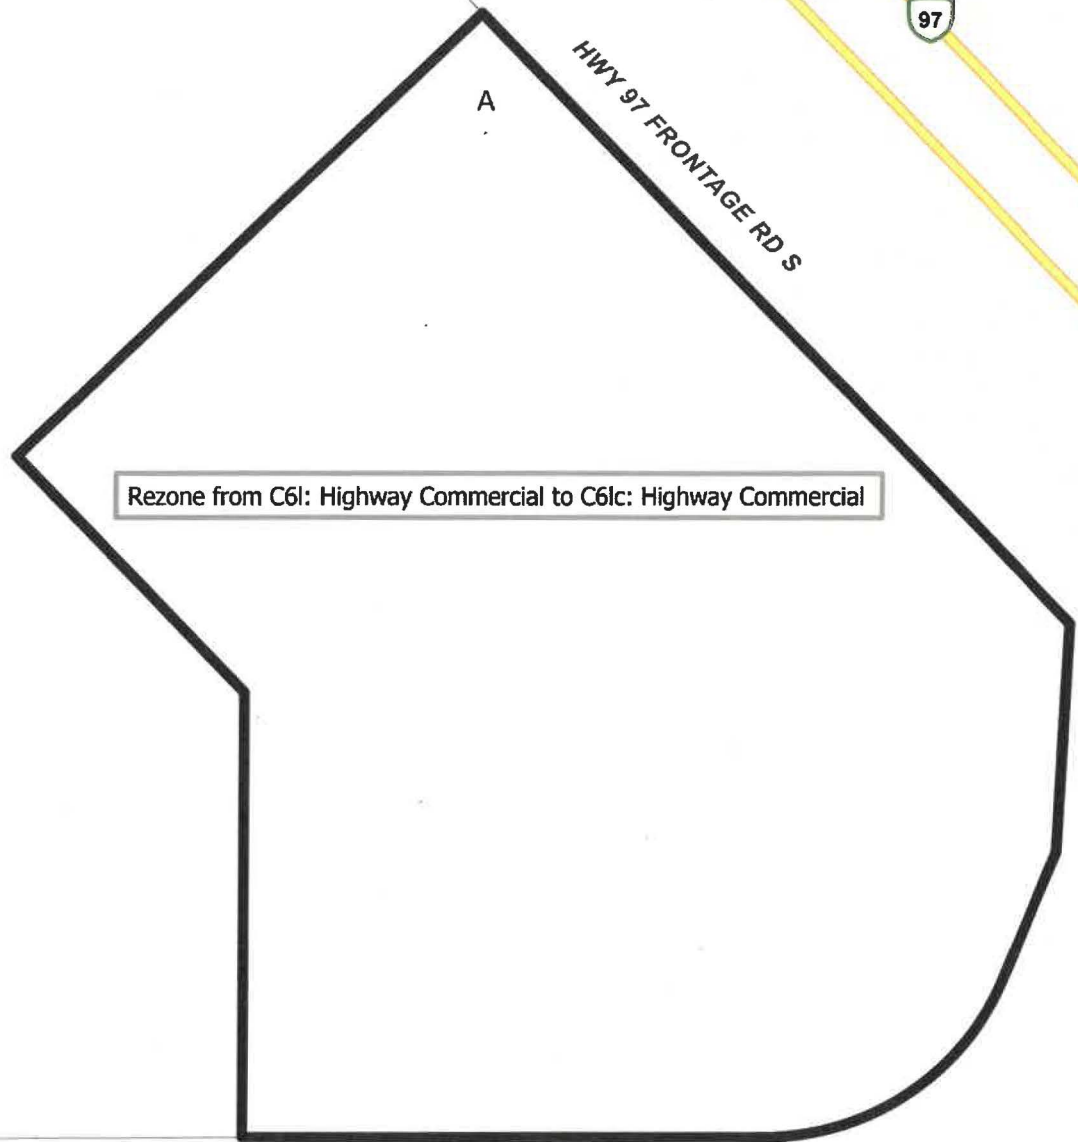 97
HWY 97 FRONTAGE RD S
A
Rezone from C6l: Highway Commercial to C6lc: Highway Commercial